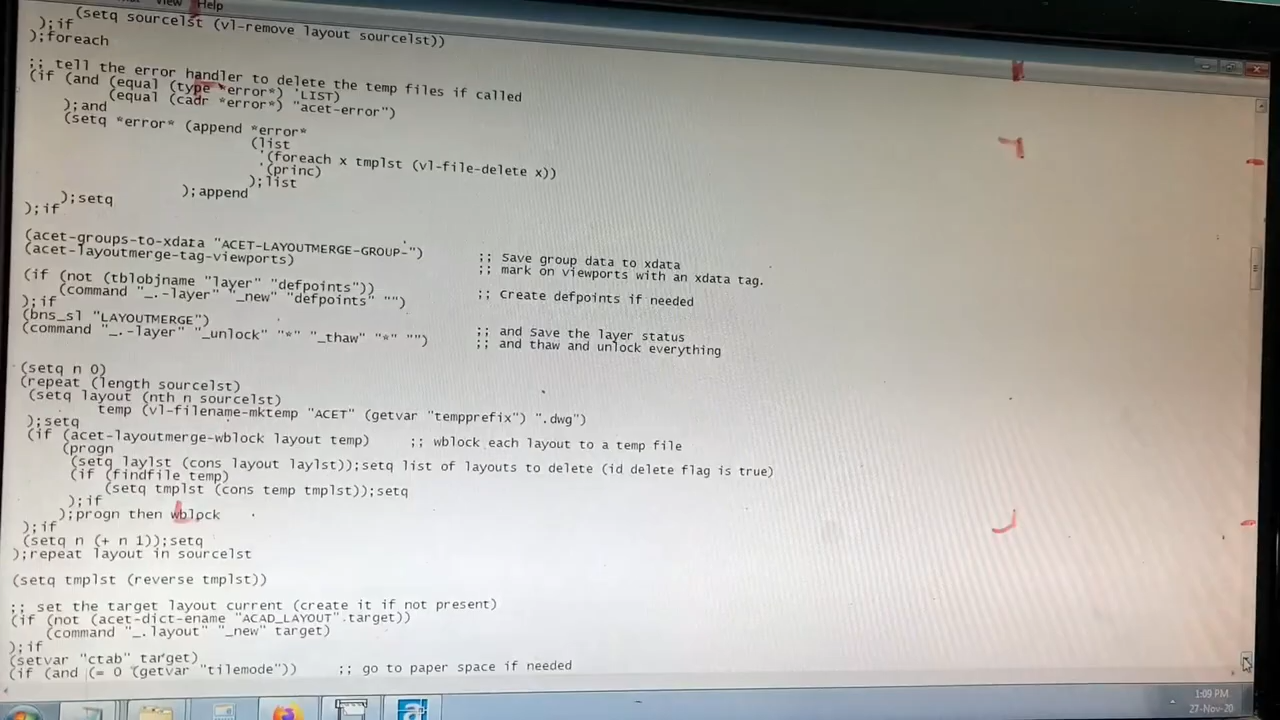 View Help
(setq sourcelst (vl-remove layout sourcelst))
);if
);foreach
;; tell the error handler to delete the temp files if called
(if (and (equal (type *error*) 'LIST)
(equal (cadr *error*) "acet-error")
);and
(setq *error* (append *error*
(list
'(foreach x tmplst (vl-file-delete x))
'(princ)
);list
);append
);setq
);if
(acet-groups-to-xdata "ACET-LAYOUTMERGE-GROUP-") ;; Save group data to xdata
(acet-layoutmerge-tag-viewports) ;; mark on viewports with an xdata tag.
(if (not (tblobjname "layer" "defpoints"))
(command "_.-layer" "_new" "defpoints" "") ;; Create defpoints if needed
);if
(bns_sl "LAYOUTMERGE") ;; and Save the layer status
(command "_.-layer" "_unlock" "*" "_thaw" "*" "") ;; and thaw and unlock everything
(setq n 0)
(repeat (length sourcelst)
(setq layout (nth n sourcelst)
temp (vl-filename-mktemp "ACET" (getvar "tempprefix") ".dwg")
);setq
(if (acet-layoutmerge-wblock layout temp) ;; wblock each layout to a temp file
(progn
(setq laylst (cons layout laylst));setq list of layouts to delete (id delete flag is true)
(if (findfile temp)
(setq tmplst (cons temp tmplst));setq
);if
);progn then wblock
);if
(setq n (+ n 1));setq
);repeat layout in sourcelst
(setq tmplst (reverse tmplst))
;; set the target layout current (create it if not present)
(if (not (acet-dict-ename "ACAD_LAYOUT" target))
(command "_.layout" "_new" target)
);if
(setvar "ctab" target)
(if (and (= 0 (getvar "tilemode")) ;; go to paper space if needed
1:09 PM
27-Nov-20